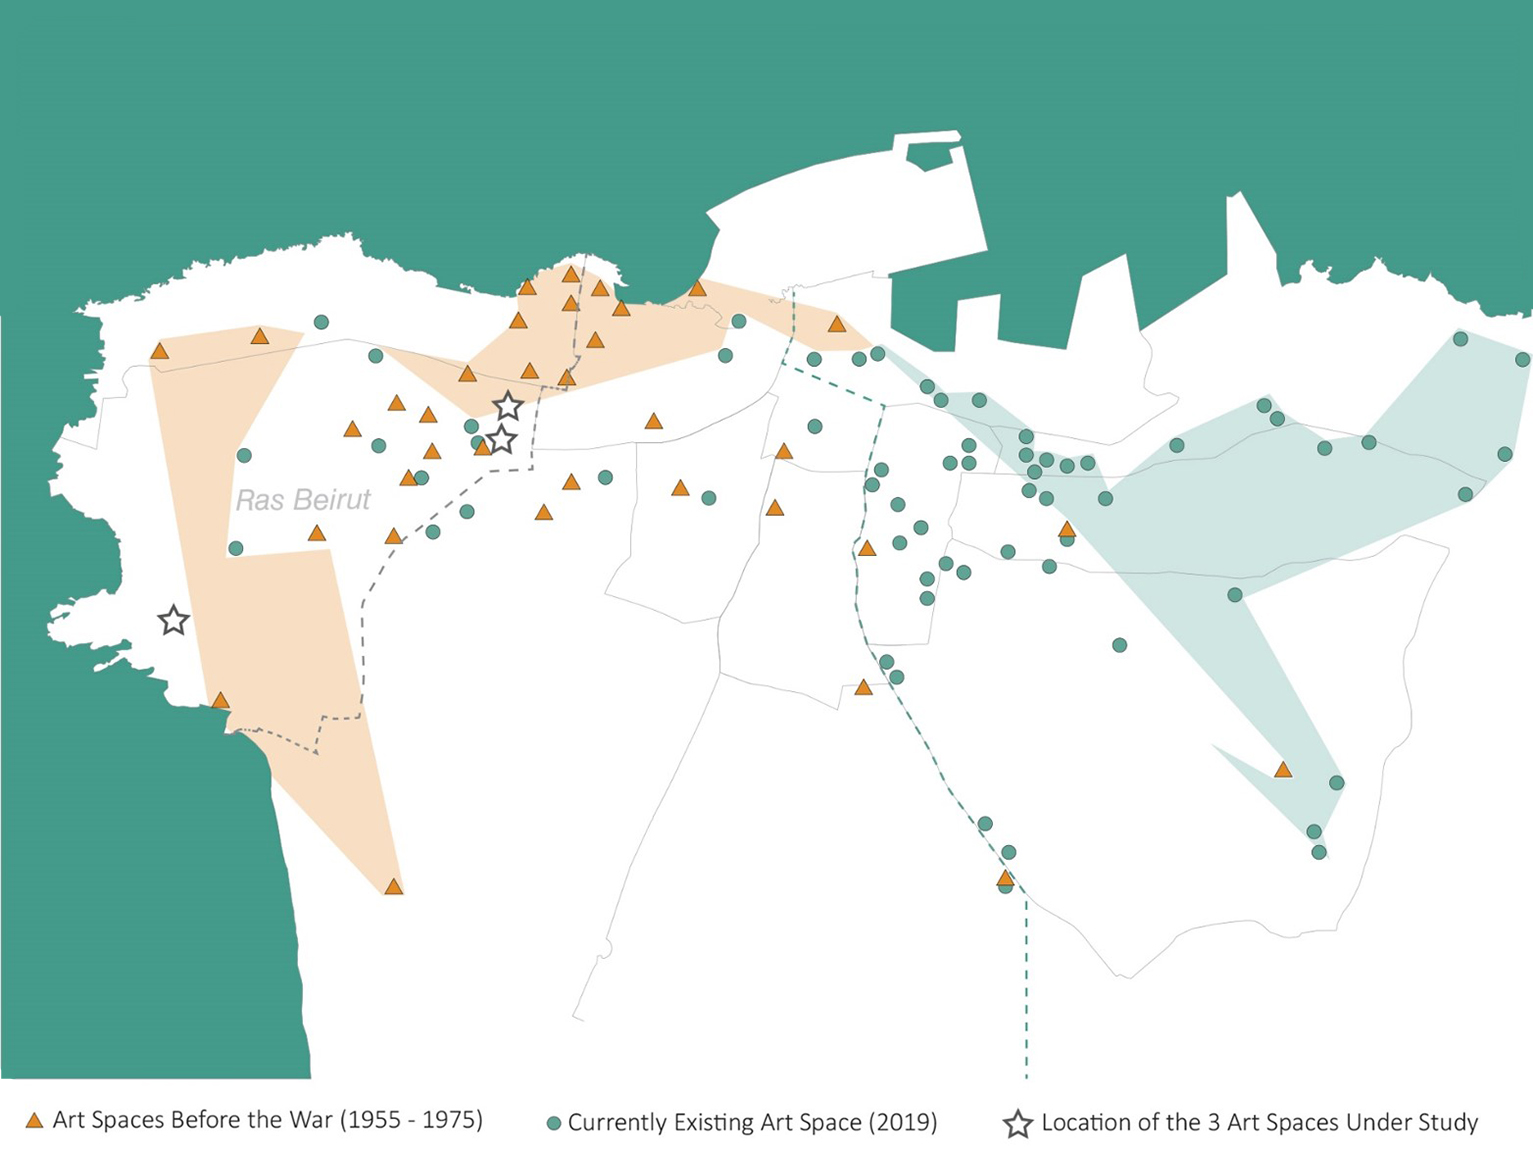 Ras Beirut
Art Spaces Before the War (1955 - 1975)
Currently Existing Art Space (2019)
Location of the 3 Art Spaces Under Study